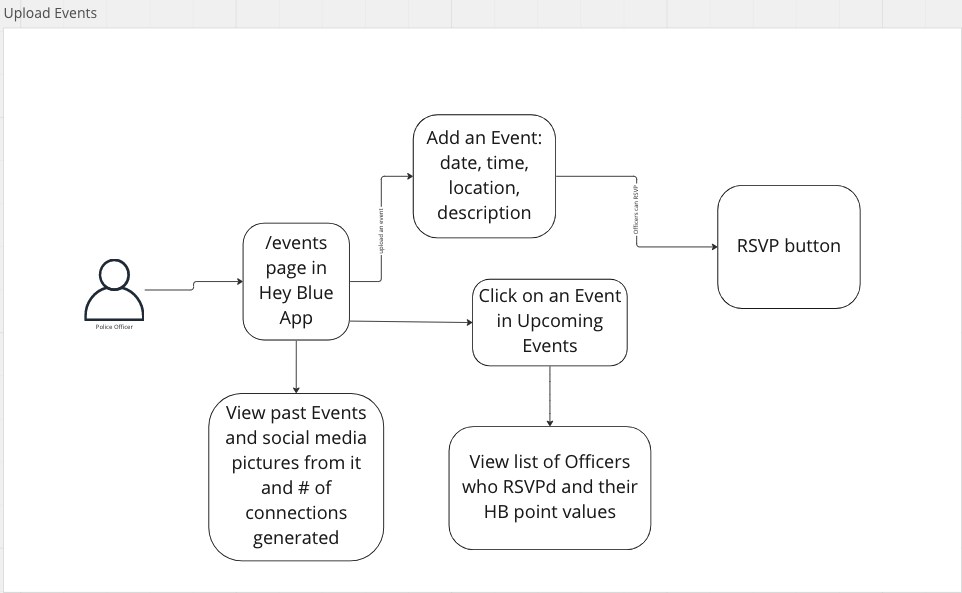 Upload Events
Add an Event:
date, time,
location,
description
upload an event
Officers can RSVP
RSVP button
/events
page in
Hey Blue
App
Police Officer
Click on an Event
in Upcoming
Events
View past Events
and social media
pictures from it
and # of
connections
generated
View list of Officers
who RSVPd and their
HB point values